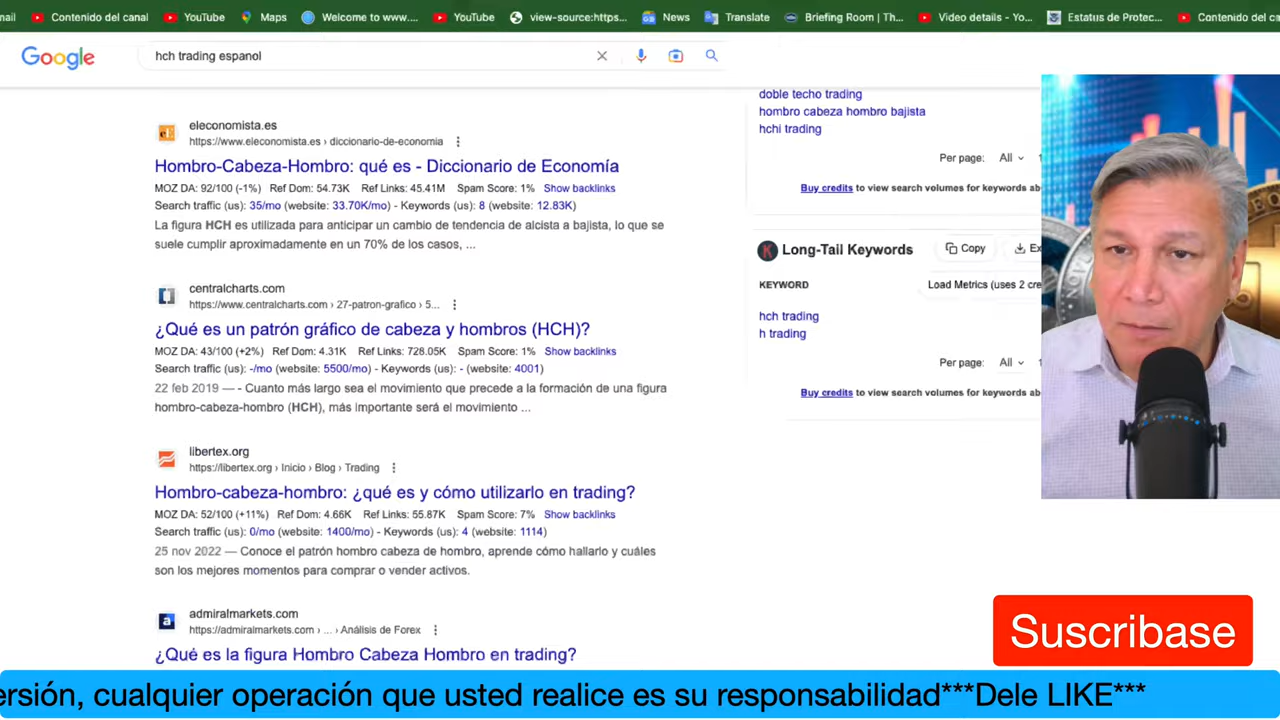 mail
Contenido del canal
YouTube
Maps
Welcome to www....
YouTube
view-source:https...
News
Translate
Briefing Room | Th...
Video details - Yo...
Estatus de Protec...
Contenido del
Google
hch trading espanol
eleconomista.es
https://www.eleconomista.es › diccionario-de-economia
Hombro-Cabeza-Hombro: qué es - Diccionario de Economía
MOZ DA: 92/100 (-1%) Ref Dom: 54.73K Ref Links: 45.41M Spam Score: 1% Show backlinks
Search traffic (us): 35/mo (website: 33.70K/mo) - Keywords (us): 8 (website: 12.83K)
La figura HCH es utilizada para anticipar un cambio de tendencia de alcista a bajista, lo que se
suele cumplir aproximadamente en un 70% de los casos, ...
centralcharts.com
https://www.centralcharts.com › 27-patron-grafico › 5...
¿Qué es un patrón gráfico de cabeza y hombros (HCH)?
MOZ DA: 43/100 (+2%) Ref Dom: 4.31K Ref Links: 728.05K Spam Score: 1% Show backlinks
Search traffic (us): -/mo (website: 5500/mo) - Keywords (us): - (website: 4001)
22 feb 2019 — - Cuanto más largo sea el movimiento que precede a la formación de una figura
hombro-cabeza-hombro (HCH), más importante será el movimiento ...
libertex.org
https://libertex.org › Inicio › Blog › Trading
Hombro-cabeza-hombro: ¿qué es y cómo utilizarlo en trading?
MOZ DA: 52/100 (+11%) Ref Dom: 4.66K Ref Links: 55.87K Spam Score: 7% Show backlinks
Search traffic (us): 0/mo (website: 1400/mo) - Keywords (us): 4 (website: 1114)
25 nov 2022 — Conoce el patrón hombro cabeza de hombro, aprende cómo hallarlo y cuáles
son los mejores momentos para comprar o vender activos.
admiralmarkets.com
https://admiralmarkets.com › ... › Análisis de Forex
¿Qué es la figura Hombro Cabeza Hombro en trading?
doble techo trading
hombro cabeza hombro bajista
hchi trading
Per page: All
Buy credits to view search volumes for keywords
Long-Tail Keywords
Copy
KEYWORD
Load Metrics (uses 2
hch trading
h trading
Per page: All
Buy credits to view search volumes for keywords
Suscribase
ersión, cualquier operación que usted realice es su responsabilidad***Dele LIKE***